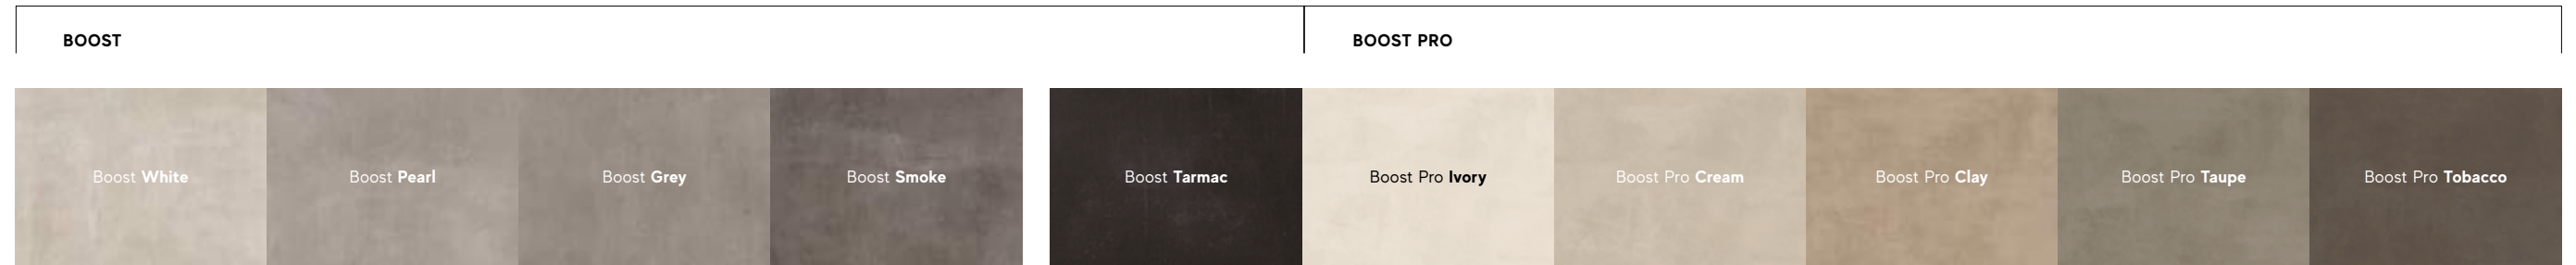 BOOST
BOOST PRO
Boost White
Boost Pearl
Boost Grey
Boost Smoke
Boost Tarmac
Boost Pro Ivory
Boost Pro Cream
Boost Pro Clay
Boost Pro Taupe
Boost Pro Tobacco